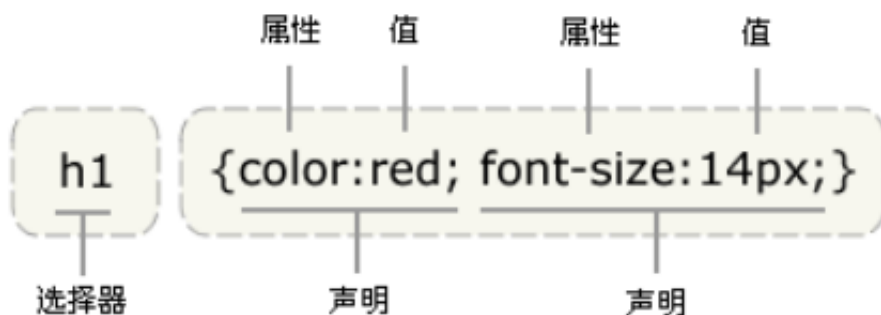 属性 值 属性 值
h1 {color:red; font-size:14px;}
选择器 声明 声明